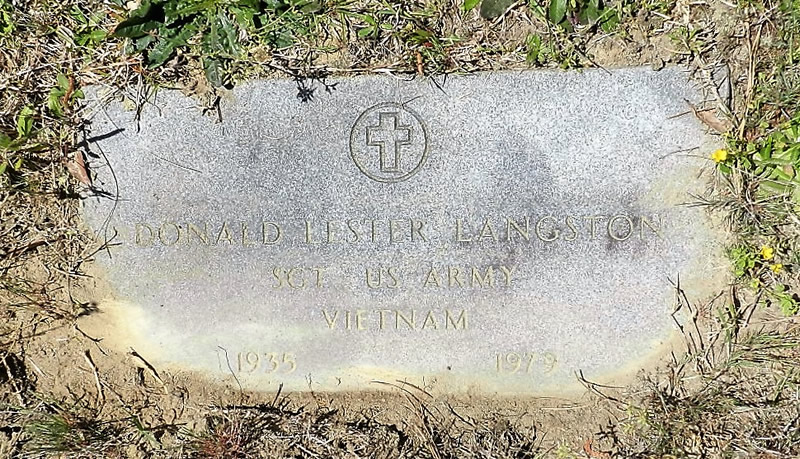 DONALD LESTER LANGSTON
SGT US ARMY
VIETNAM
1935 1979